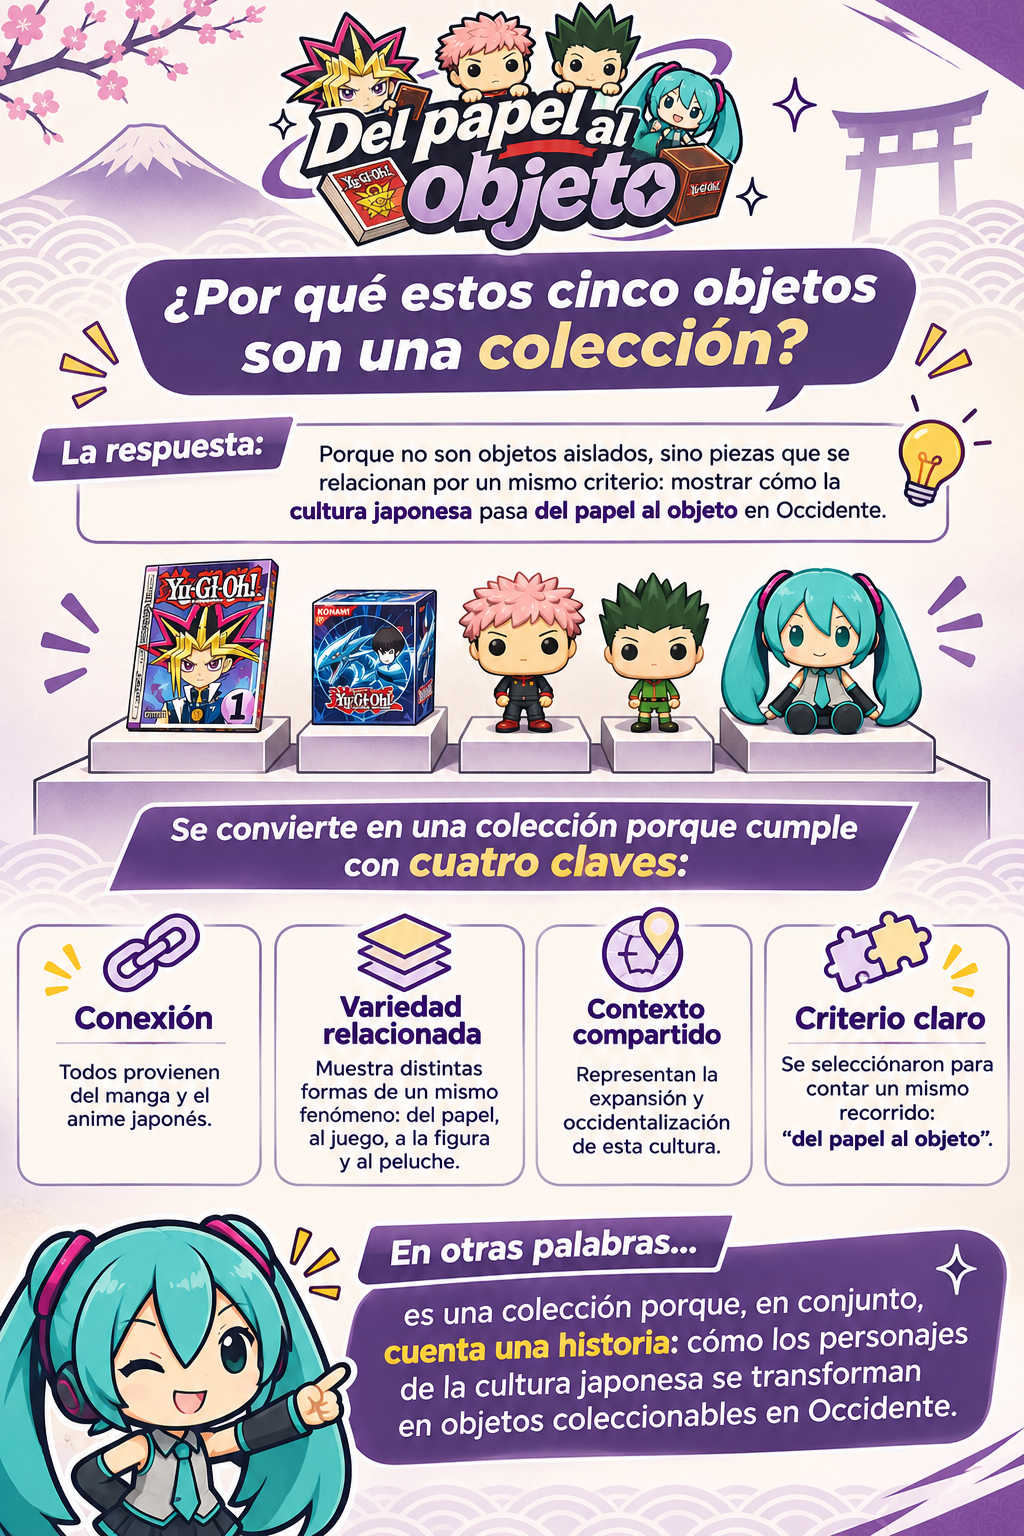 Del papel al
objeto
Yu-Gi-Oh!
Yu-Gi-Oh!
¿Por qué estos cinco objetos
son una colección?
La respuesta:
Porque no son objetos aislados, sino piezas que se
relacionan por un mismo criterio: mostrar cómo la
cultura japonesa pasa del papel al objeto en Occidente.
Yu-Gi-Oh!
1
KONAMI
Yu-Gi-Oh!
Se convierte en una colección porque cumple
con cuatro claves:
Conexión
Todos provienen
del manga y el
anime japonés.
Variedad
relacionada
Muestra distintas
formas de un mismo
fenómeno: del papel,
al juego, a la figura
y al peluche.
Contexto
compartido
Representan la
expansión y
occidentalización
de esta cultura.
Criterio claro
Se selecciónaron para
contar un mismo
recorrido:
“del papel al objeto”.
En otras palabras...
es una colección porque, en conjunto,
cuenta una historia: cómo los personajes
de la cultura japonesa se transforman
en objetos coleccionables en Occidente.